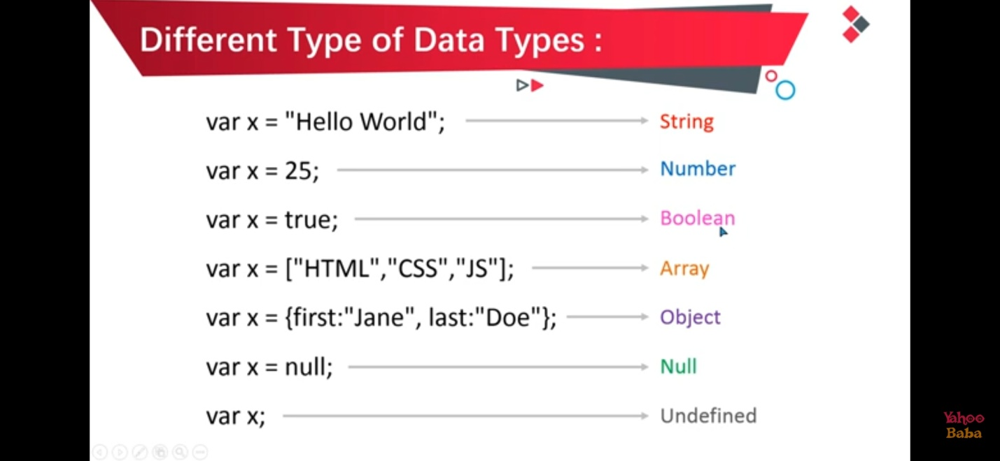 Different Type of Data Types :
var x = "Hello World"; String
var x = 25; Number
var x = true; Boolean
var x = ["HTML","CSS","JS"]; Array
var x = {first:"Jane", last:"Doe"}; Object
var x = null; Null
var x; Undefined
Yahoo
Baba